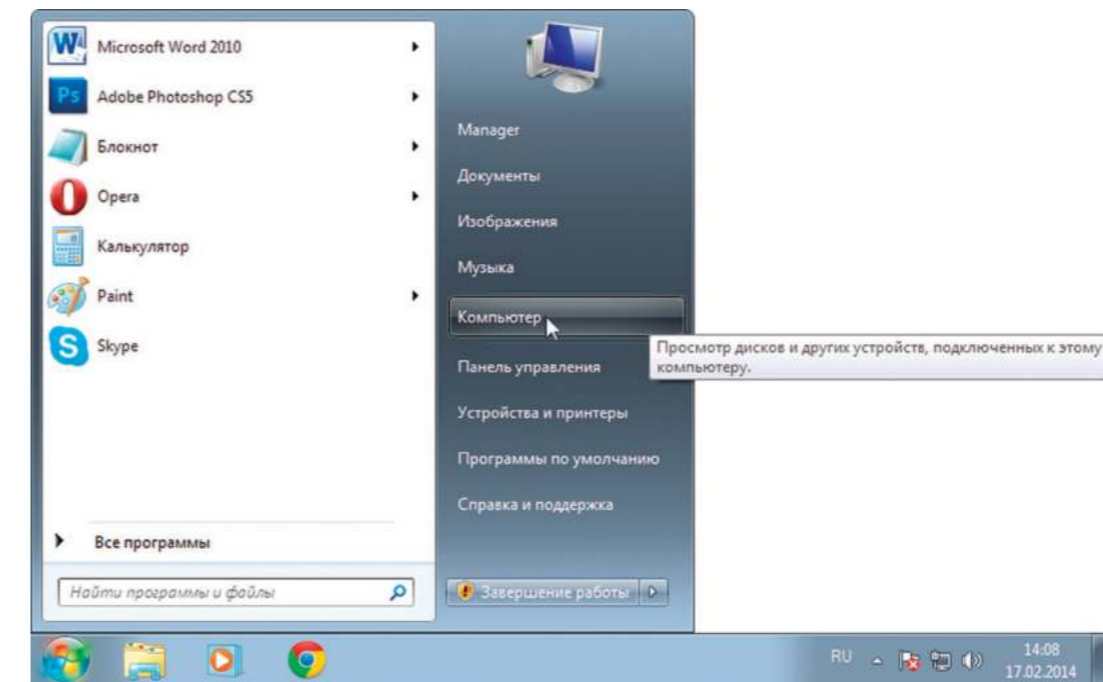 Microsoft Word 2010
Adobe Photoshop CS5
Блокнот
Opera
Калькулятор
Paint
Skype
Все программы
Найти программы и файлы
Manager
Документы
Изображения
Музыка
Компьютер
Просмотр дисков и других устройств, подключенных к этому
компьютеру.
Панель управления
Устройства и принтеры
Программы по умолчанию
Справка и поддержка
Завершение работы
RU
14:08
17.02.2014